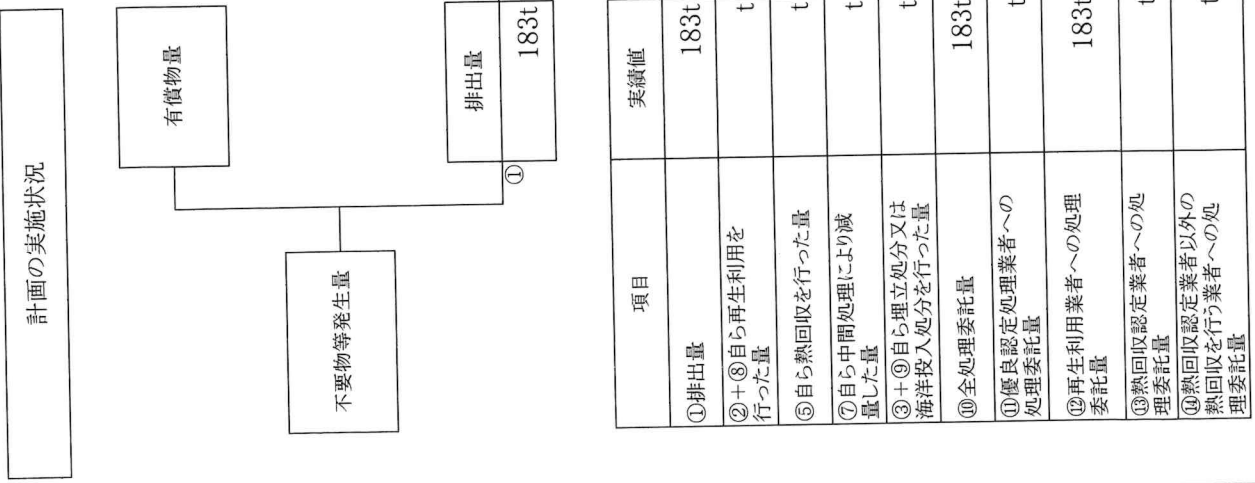 計画の実施状況
有償物量
不要物等発生量
①
排出量
183t
項目
実績値
①排出量
183t
②+⑧自ら再生利用を
行った量
t
⑤自ら熱回収を行った量
t
⑦自ら中間処理により減
量した量
t
③+⑨自ら埋立処分又は
海洋投入処分を行った量
t
⑩全処理委託量
183t
⑪優良認定処理業者への
処理委託量
t
⑫再生利用業者への処理
委託量
183t
⑬熱回収認定業者への処
理委託量
t
⑭熱回収認定業者以外の
熱回収を行う業者への処
理委託量
t